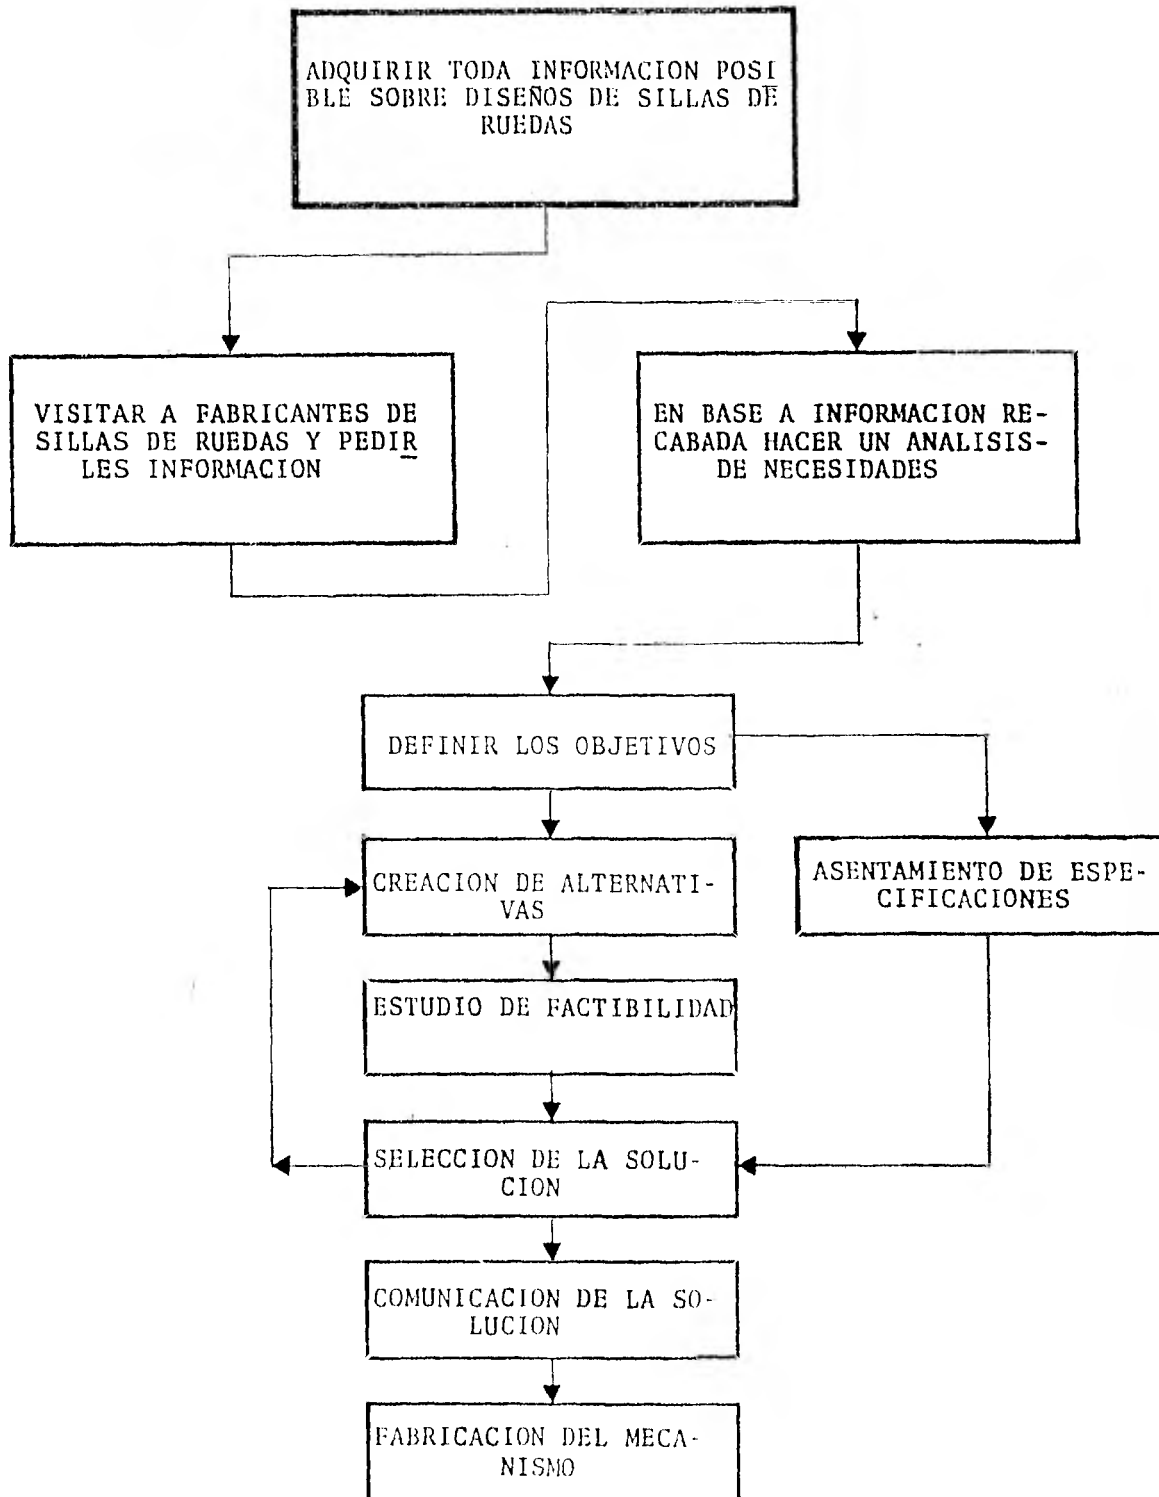 ADQUIRIR TODA INFORMACION POSI
BLE SOBRE DISEÑOS DE SILLAS DE
RUEDAS
VISITAR A FABRICANTES DE
SILLAS DE RUEDAS Y PEDIR
LES INFORMACION
EN BASE A INFORMACION RE-
CABADA HACER UN ANALISIS-
DE NECESIDADES
DEFINIR LOS OBJETIVOS
CREACION DE ALTERNATI-
VAS
ASENTAMIENTO DE ESPE-
CIFICACIONES
ESTUDIO DE FACTIBILIDAD
SELECCION DE LA SOLU-
CION
COMUNICACION DE LA SO-
LUCION
FABRICACION DEL MECA-
NISMO